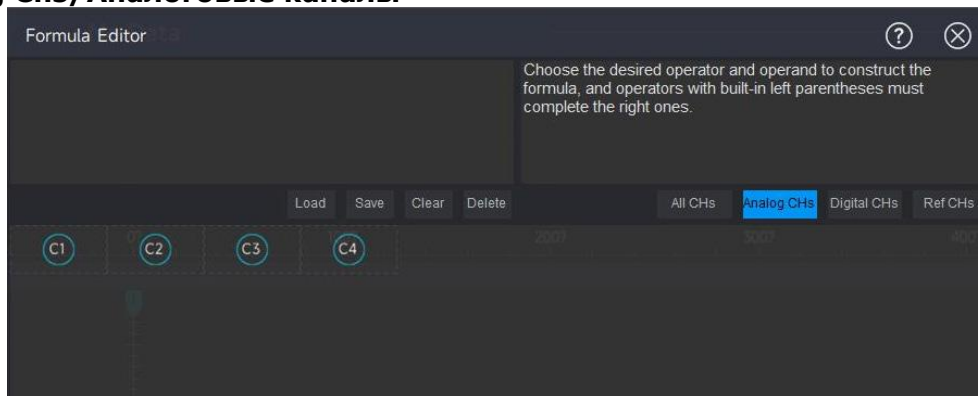 Formula Editor
Choose the desired operator and operand to construct the
formula, and operators with built-in left parentheses must
complete the right ones.
Load Save Clear Delete All CHs Analog CHs Digital CHs Ref CHs
C1 C2 C3 C4